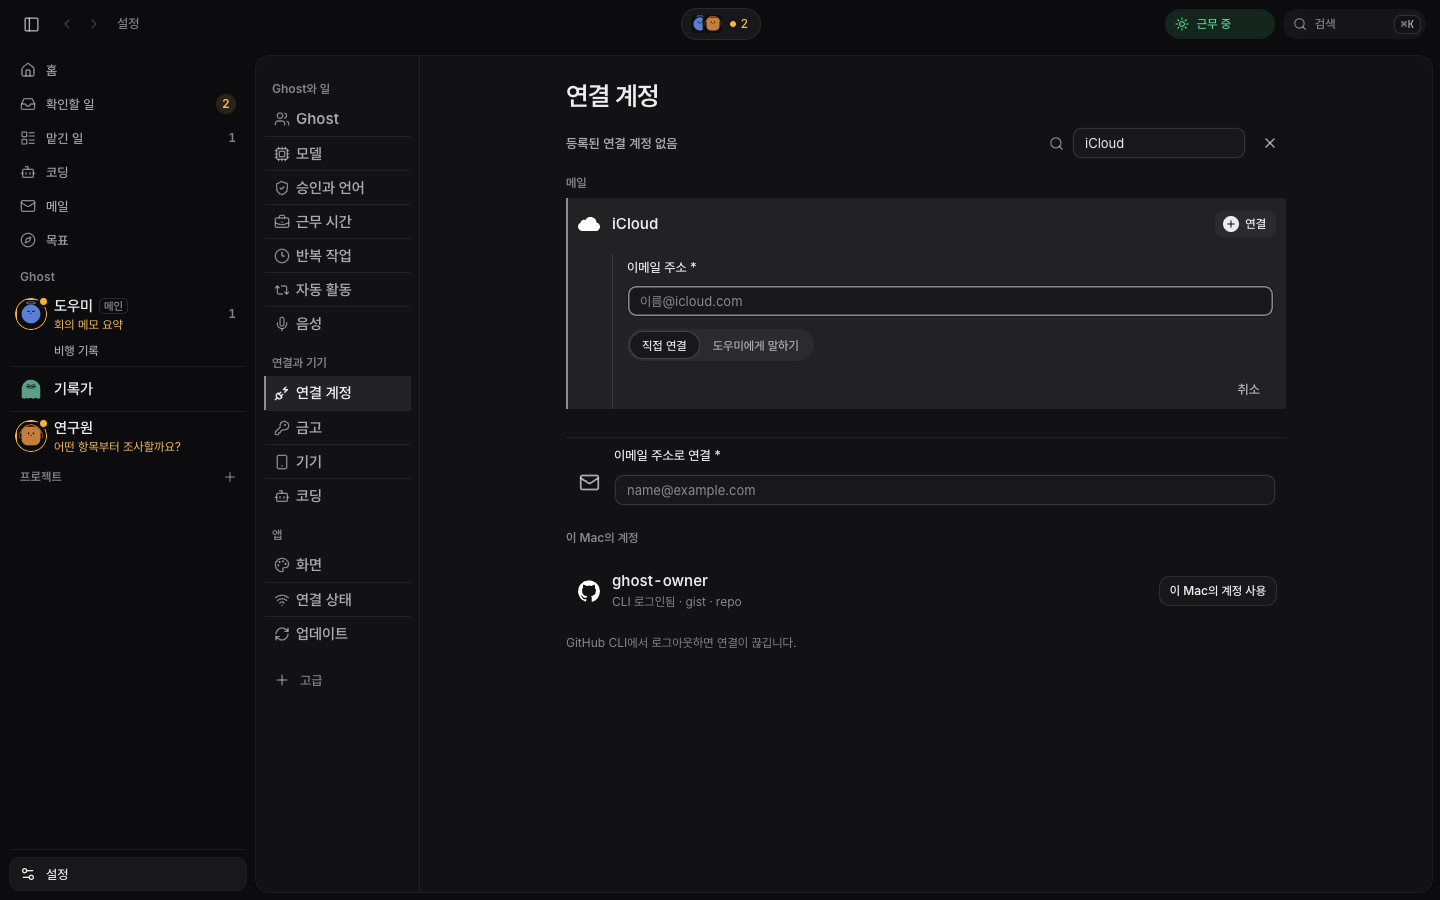 설정
2
근무 중
검색
⌘K
홈
확인할 일
2
맡긴 일
1
코딩
메일
목표
Ghost
도우미
메인
회의 메모 요약
1
비행 기록
기록가
연구원
어떤 항목부터 조사할까요?
프로젝트
설정
Ghost와 일
Ghost
모델
승인과 언어
근무 시간
반복 작업
자동 활동
음성
연결과 기기
연결 계정
금고
기기
코딩
앱
화면
연결 상태
업데이트
고급
연결 계정
등록된 연결 계정 없음
iCloud
메일
iCloud
연결
이메일 주소 *
이름@icloud.com
직접 연결
도우미에게 말하기
취소
이메일 주소로 연결 *
name@example.com
이 Mac의 계정
ghost-owner
CLI 로그인됨 · gist · repo
이 Mac의 계정 사용
GitHub CLI에서 로그아웃하면 연결이 끊깁니다.